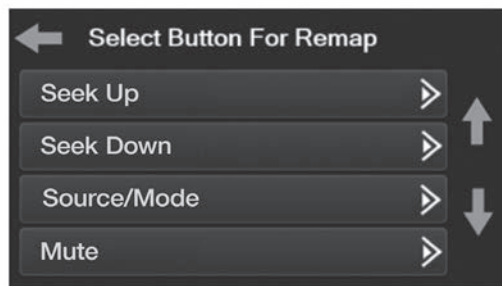 Select Button For Remap
Seek Up
Seek Down
Source/Mode
Mute